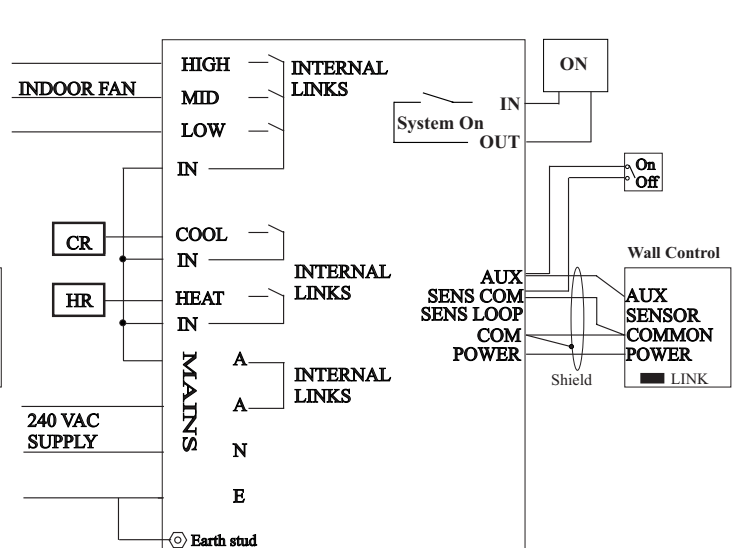 HIGH
INTERNAL
LINKS
INDOOR FAN
MID
LOW
IN
ON
IN
System On
OUT
On
Off
CR
COOL
IN
INTERNAL
LINKS
HR
HEAT
IN
Wall Control
AUX
SENS COM
SENS LOOP
COM
POWER
AUX
SENSOR
COMMON
POWER
Shield
LINK
MAINS
A
INTERNAL
LINKS
A
240 VAC
SUPPLY
N
E
Earth stud